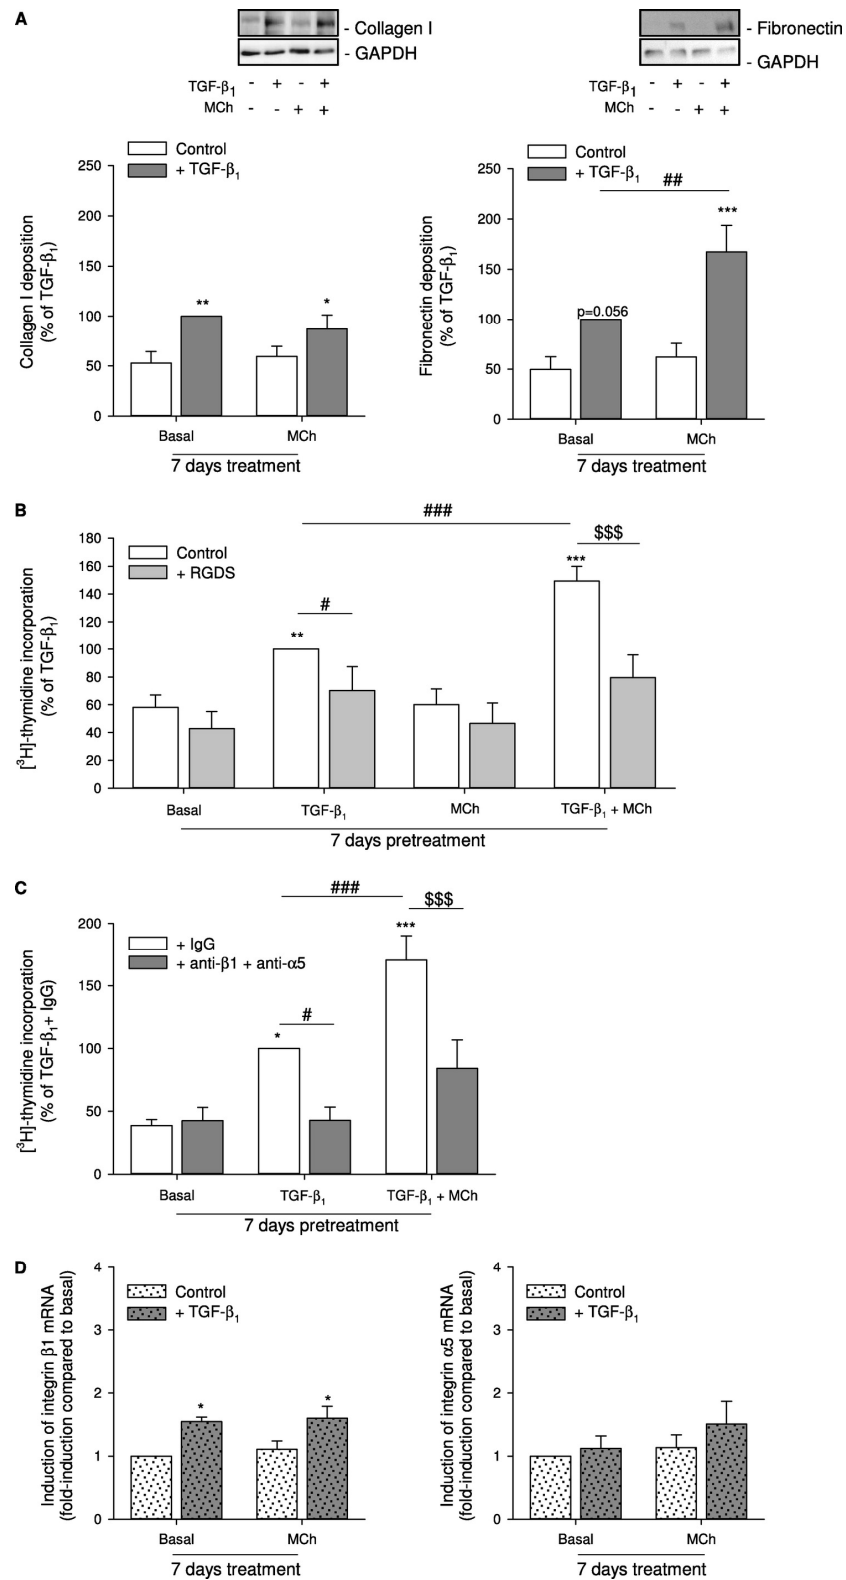 A
- Collagen I
- GAPDH
TGF-β1 - + - +
MCh - - + +
- Fibronectin
- GAPDH
TGF-β1 - + - +
MCh - - + +
Control
+ TGF-β1
Collagen I deposition
(% of TGF-β1)
250
200
150
100
50
0
**
*
Basal MCh
7 days treatment
Control
+ TGF-β1
Fibronectin deposition
(% of TGF-β1)
250
200
150
100
50
0
##
***
p=0.056
Basal MCh
7 days treatment
B
[3H]-thymidine incorporation
(% of TGF-β1)
180
160
140
120
100
80
60
40
20
0
Control
+ RGDS
###
$$$
***
#
**
Basal TGF-β1 MCh TGF-β1 + MCh
7 days pretreatment
C
[3H]-thymidine incorporation
(% of TGF-β1+ IgG)
200
150
100
50
0
+ IgG
+ anti-β1 + anti-α5
###
$$$
***
#
*
Basal TGF-β1 TGF-β1 + MCh
7 days pretreatment
D
Induction of integrin β1 mRNA
(fold-induction compared to basal)
4
3
2
1
0
Control
+ TGF-β1
*
*
Basal MCh
7 days treatment
Induction of integrin α5 mRNA
(fold-induction compared to basal)
4
3
2
1
0
Control
+ TGF-β1
Basal MCh
7 days treatment